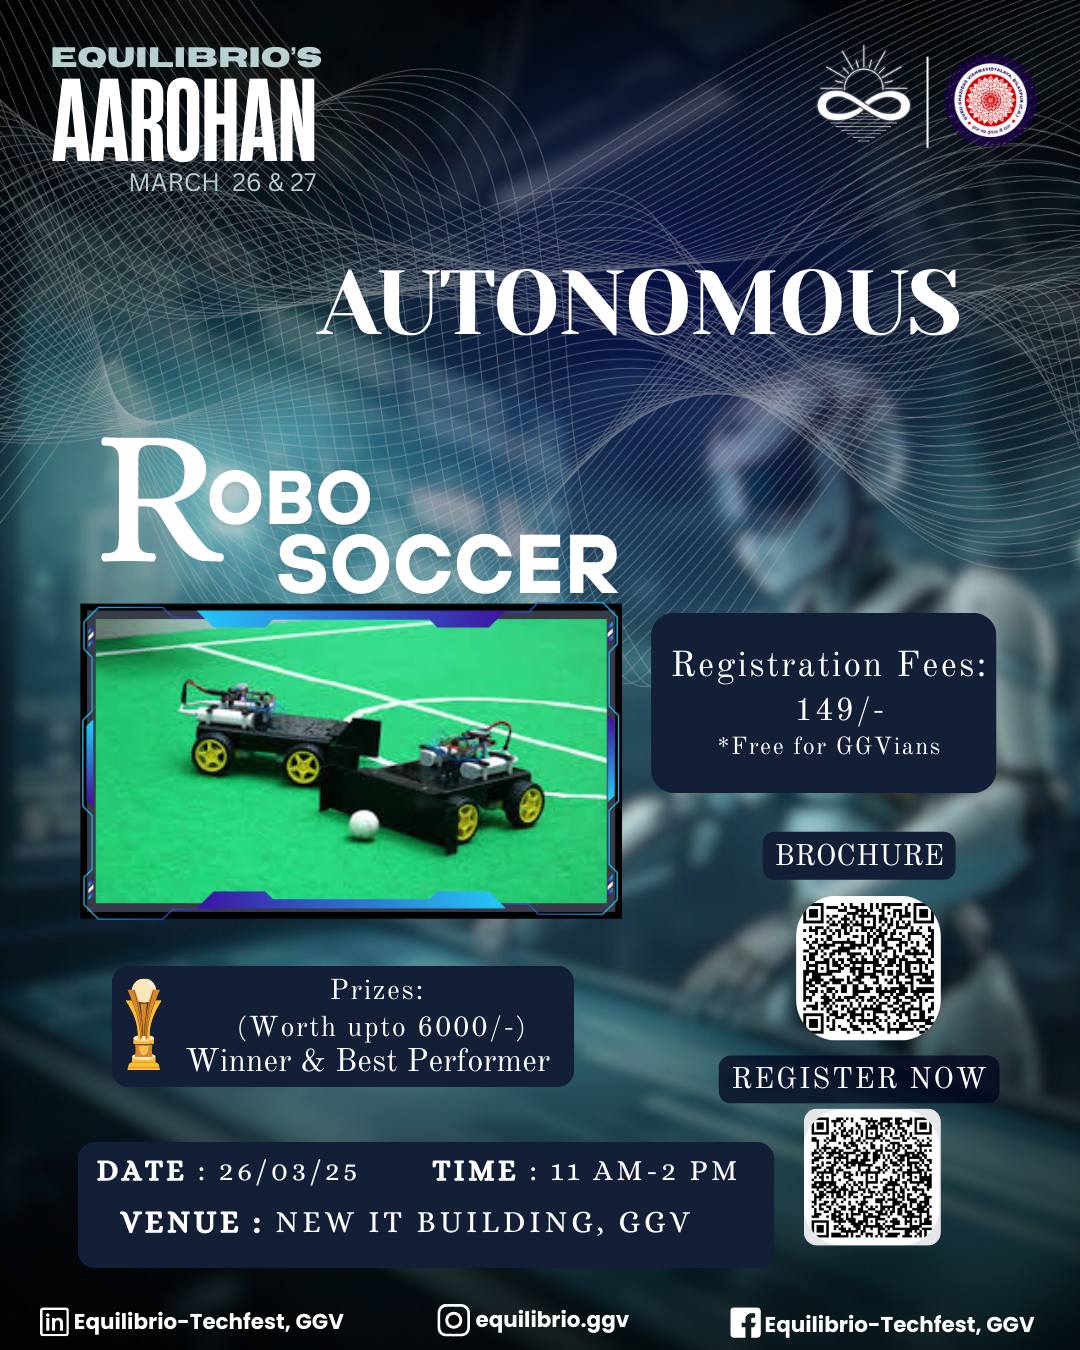 EQUILIBRIO'S
AAROHAN
MARCH 26 & 27
AUTONOMOUS
ROBO
SOCCER
Registration Fees:
149/-
*Free for GGVians
BROCHURE
Prizes:
(Worth upto 6000/-)
Winner & Best Performer
REGISTER NOW
DATE : 26/03/25 TIME : 11 AM-2 PM
VENUE : NEW IT BUILDING, GGV
Equilibrio-Techfest, GGV
equilibrio.ggv
Equilibrio-Techfest, GGV